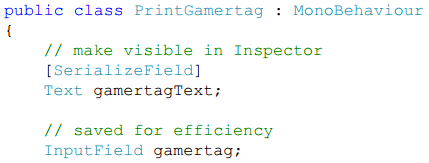 public class PrintGamertag : MonoBehaviour
{
// make visible in Inspector
[SerializeField]
Text gamertagText;
// saved for efficiency
InputField gamertag;